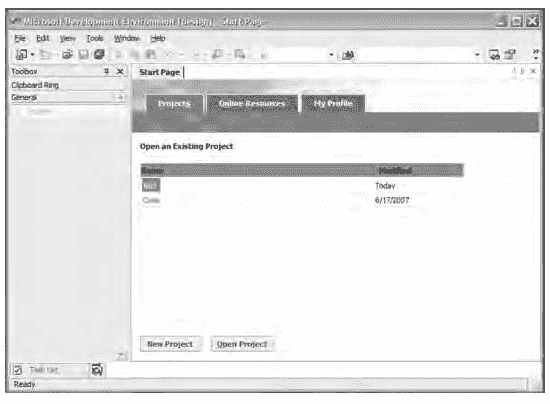 Microsoft Development Environment [design] - Start Page
File Edit View Tools Window Help
Toolbox
Start Page
Clipboard Ring
General
Projects Online Resources My Profile
Open an Existing Project
Name Modified
Today
6/17/2007
New Project Open Project
Task List
Ready